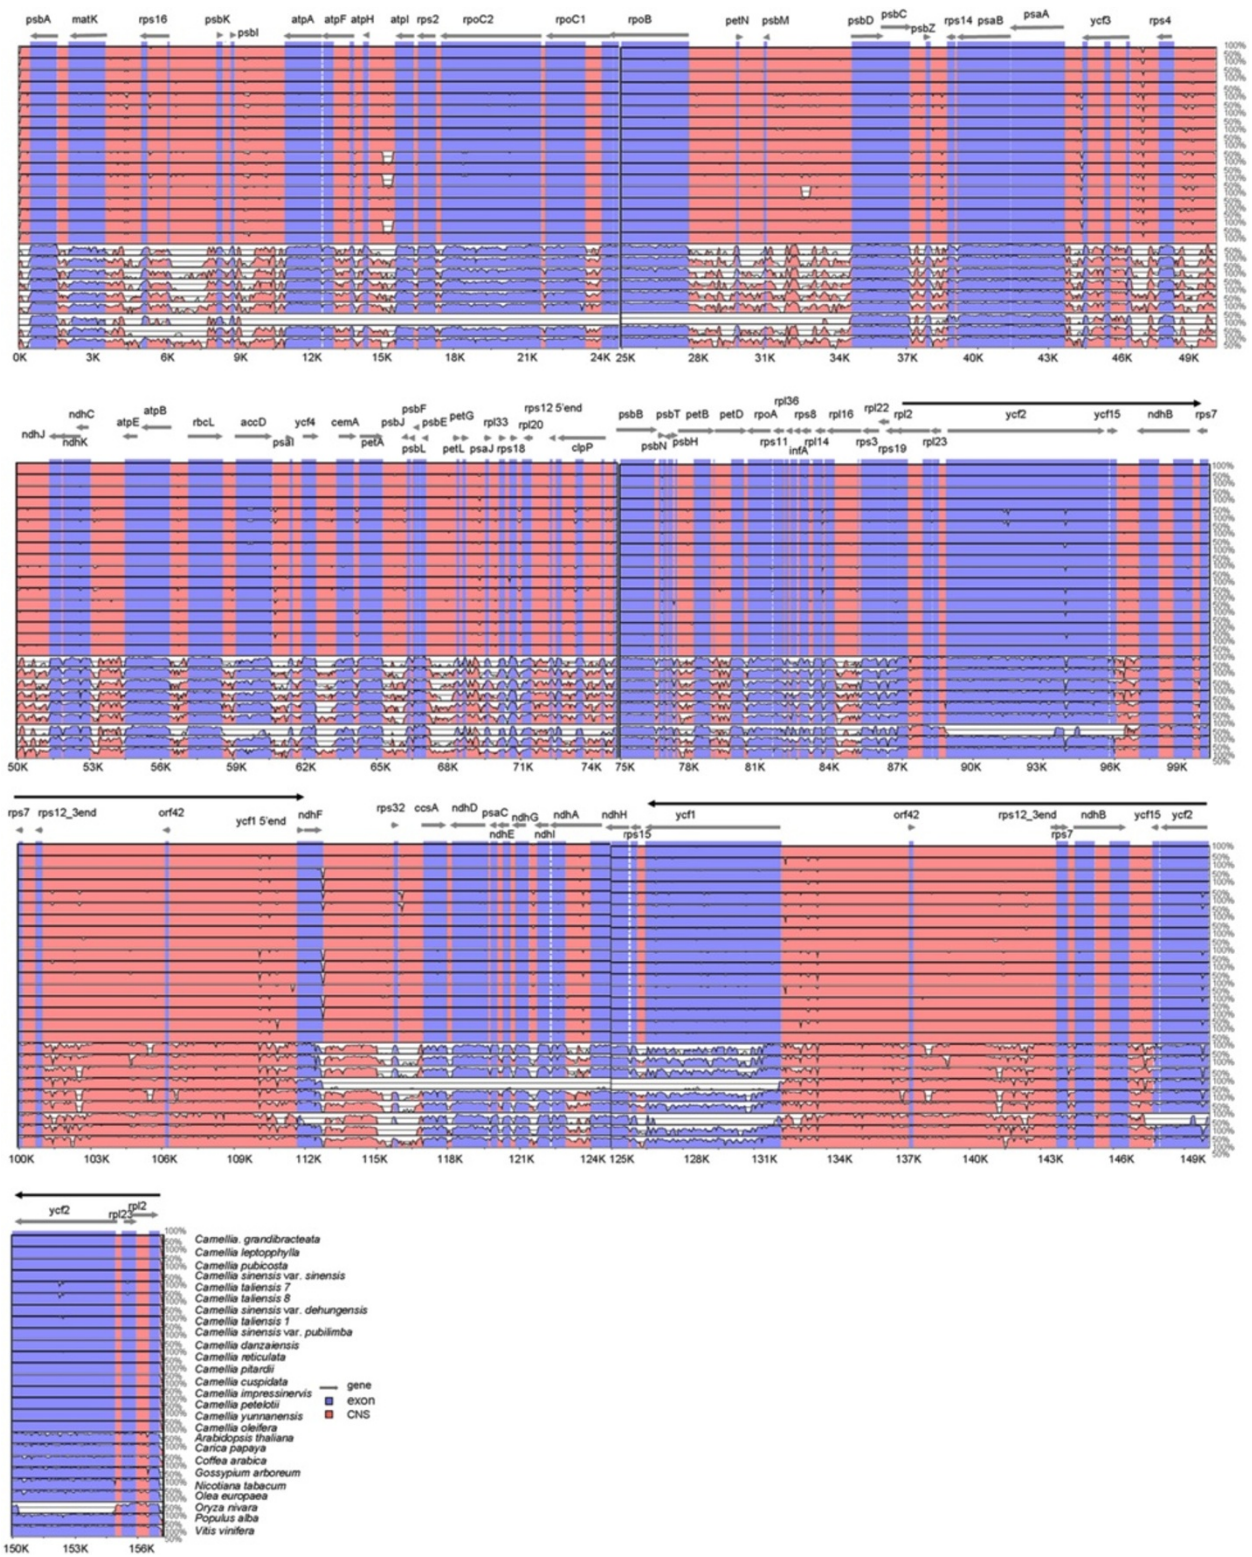 psbA matK rps16 psbK psbI atpA atpF atpH atpI rps2 rpoC2 rpoC1 rpoB petN psbM psbD psbC psbZ rps14 psaB psaA ycf3 rps4
0K 3K 6K 9K 12K 15K 18K 21K 24K 25K 28K 31K 34K 37K 40K 43K 46K 49K
ndhJ ndhC ndhK atpE atpB rbcL accD psaI ycf4 cemA petA psbJ psbF psbL psbE petG petL psaJ rpl33 rps18 rpl20 rps12 5'end clpP psbB psbT psbN psbH petB petD rpoA rps11 rpl36 infA rps8 rpl14 rpl16 rps3 rpl22 rps19 rpl2 rpl23 ycf2 ycf15 ndhB rps7
50K 53K 56K 59K 62K 65K 68K 71K 74K 75K 78K 81K 84K 87K 90K 93K 96K 99K
rps7 rps12_3end orf42 ycf1 5'end ndhF rps32 ccsA ndhD psaC ndhE ndhG ndhI ndhA ndhH rps15 ycf1 orf42 rps12_3end rps7 ndhB ycf15 ycf2
100K 103K 106K 109K 112K 115K 118K 121K 124K 125K 128K 131K 134K 137K 140K 143K 146K 149K
ycf2 rpl23 rpl2
Camellia. grandibracteata
Camellia leptopphylla
Camellia pubicosta
Camellia sinensis var. sinensis
Camellia taliensis 7
Camellia taliensis 8
Camellia sinensis var. dehungensis
Camellia taliensis 1
Camellia sinensis var. pubilimba
Camellia danzaiensis
Camellia reticulata
Camellia pitardii
Camellia cuspidata
Camellia impressinervis
Camellia petelotii
Camellia yunnanensis
Camellia oleifera
Arabidopsis thaliana
Carica papaya
Coffea arabica
Gossypium arboreum
Nicotiana tabacum
Olea europaea
Oryza nivara
Populus alba
Vitis vinifera
gene
exon
CNS
150K 153K 156K